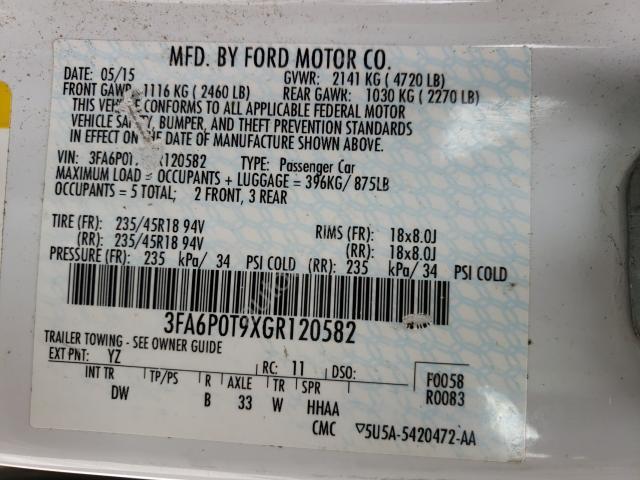 MFD. BY FORD MOTOR CO.
DATE: 05/15 GVWR: 2141 KG ( 4720 LB)
FRONT GAWR: 1116 KG ( 2460 LB) REAR GAWK: 1030 KG ( 2270 LB)
THIS VEHICLE CONFORMS TO ALL APPLICABLE FEDERAL MOTOR
VEHICLE SAFETY, BUMPER, AND THEFT PREVENTION STANDARDS
IN EFFECT ON THE DATE OF MANUFACTURE SHOWN ABOVE.
VIN: 3FA6P0T R120582 TYPE: Passenger Car
MAXIMUM LOAD = OCCUPANTS + LUGGAGE = 396KG/ 875LB
OCCUPANTS = 5 TOTAL; 2 FRONT, 3 REAR
TIRE (FR): 235/45R18 94V RIMS (FR): 18x8.0J
(RR): 235/45R18 94V (RR): 18x8.0J
PRESSURE (FR): 235 kPa/ 34 PSI COLD (RR): 235 kPa/ 34 PSI COLD
3FA6P0T9XGR120582
TRAILER TOWING - SEE OWNER GUIDE
EXT PNT: YZ RC: 11 DSO:
INT TR TP/PS R AXLE TR SPR F0058
DW B 33 W HHAA R0083
CMC ▽5U5A-5420472-AA